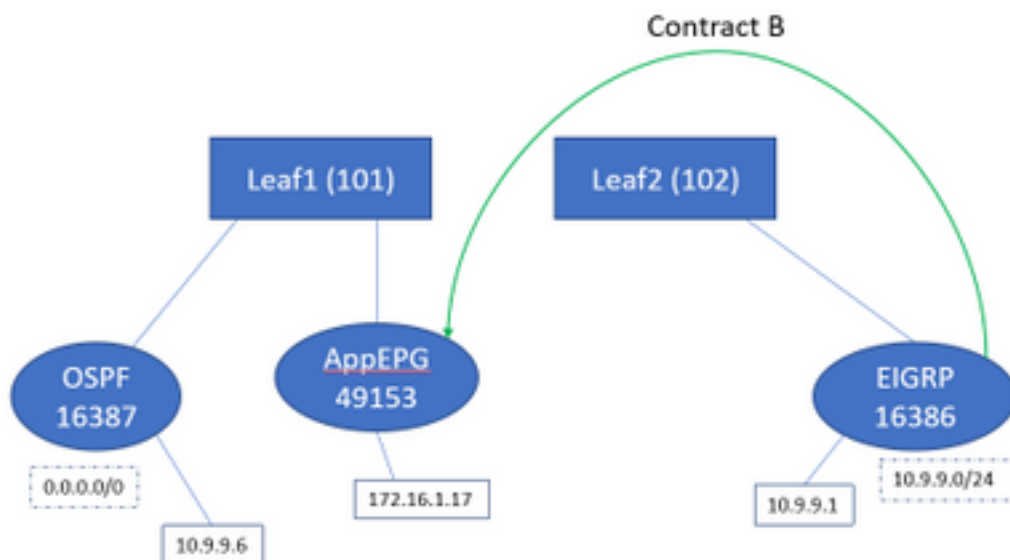 Contract B
Leaf1 (101)
Leaf2 (102)
OSPF
16387
AppEPG
49153
EIGRP
16386
0.0.0.0/0
172.16.1.17
10.9.9.1
10.9.9.0/24
10.9.9.6